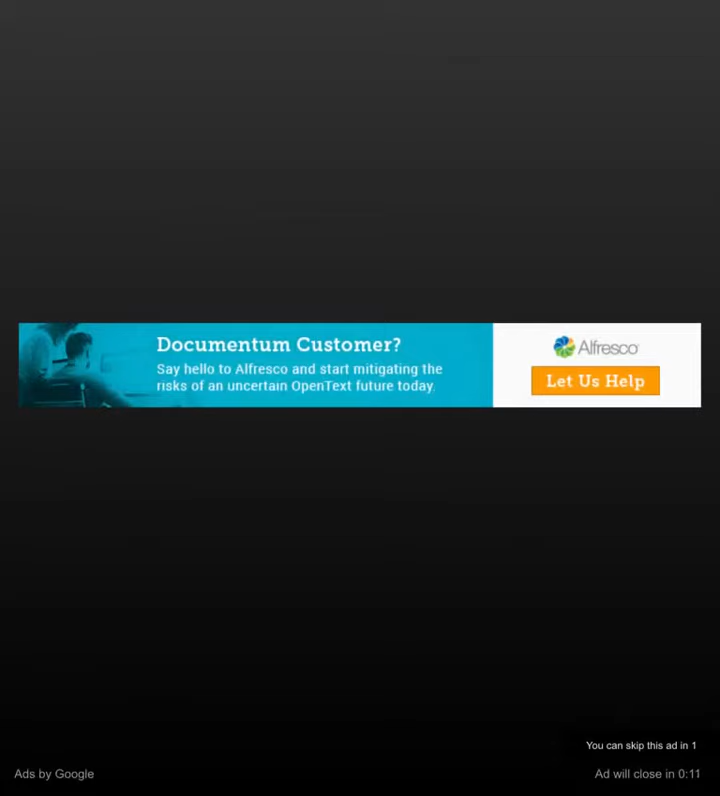 Documentum Customer?
Say hello to Alfresco and start mitigating the
risks of an uncertain OpenText future today.
Alfresco
Let Us Help
You can skip this ad in 1
Ads by Google
Ad will close in 0:11